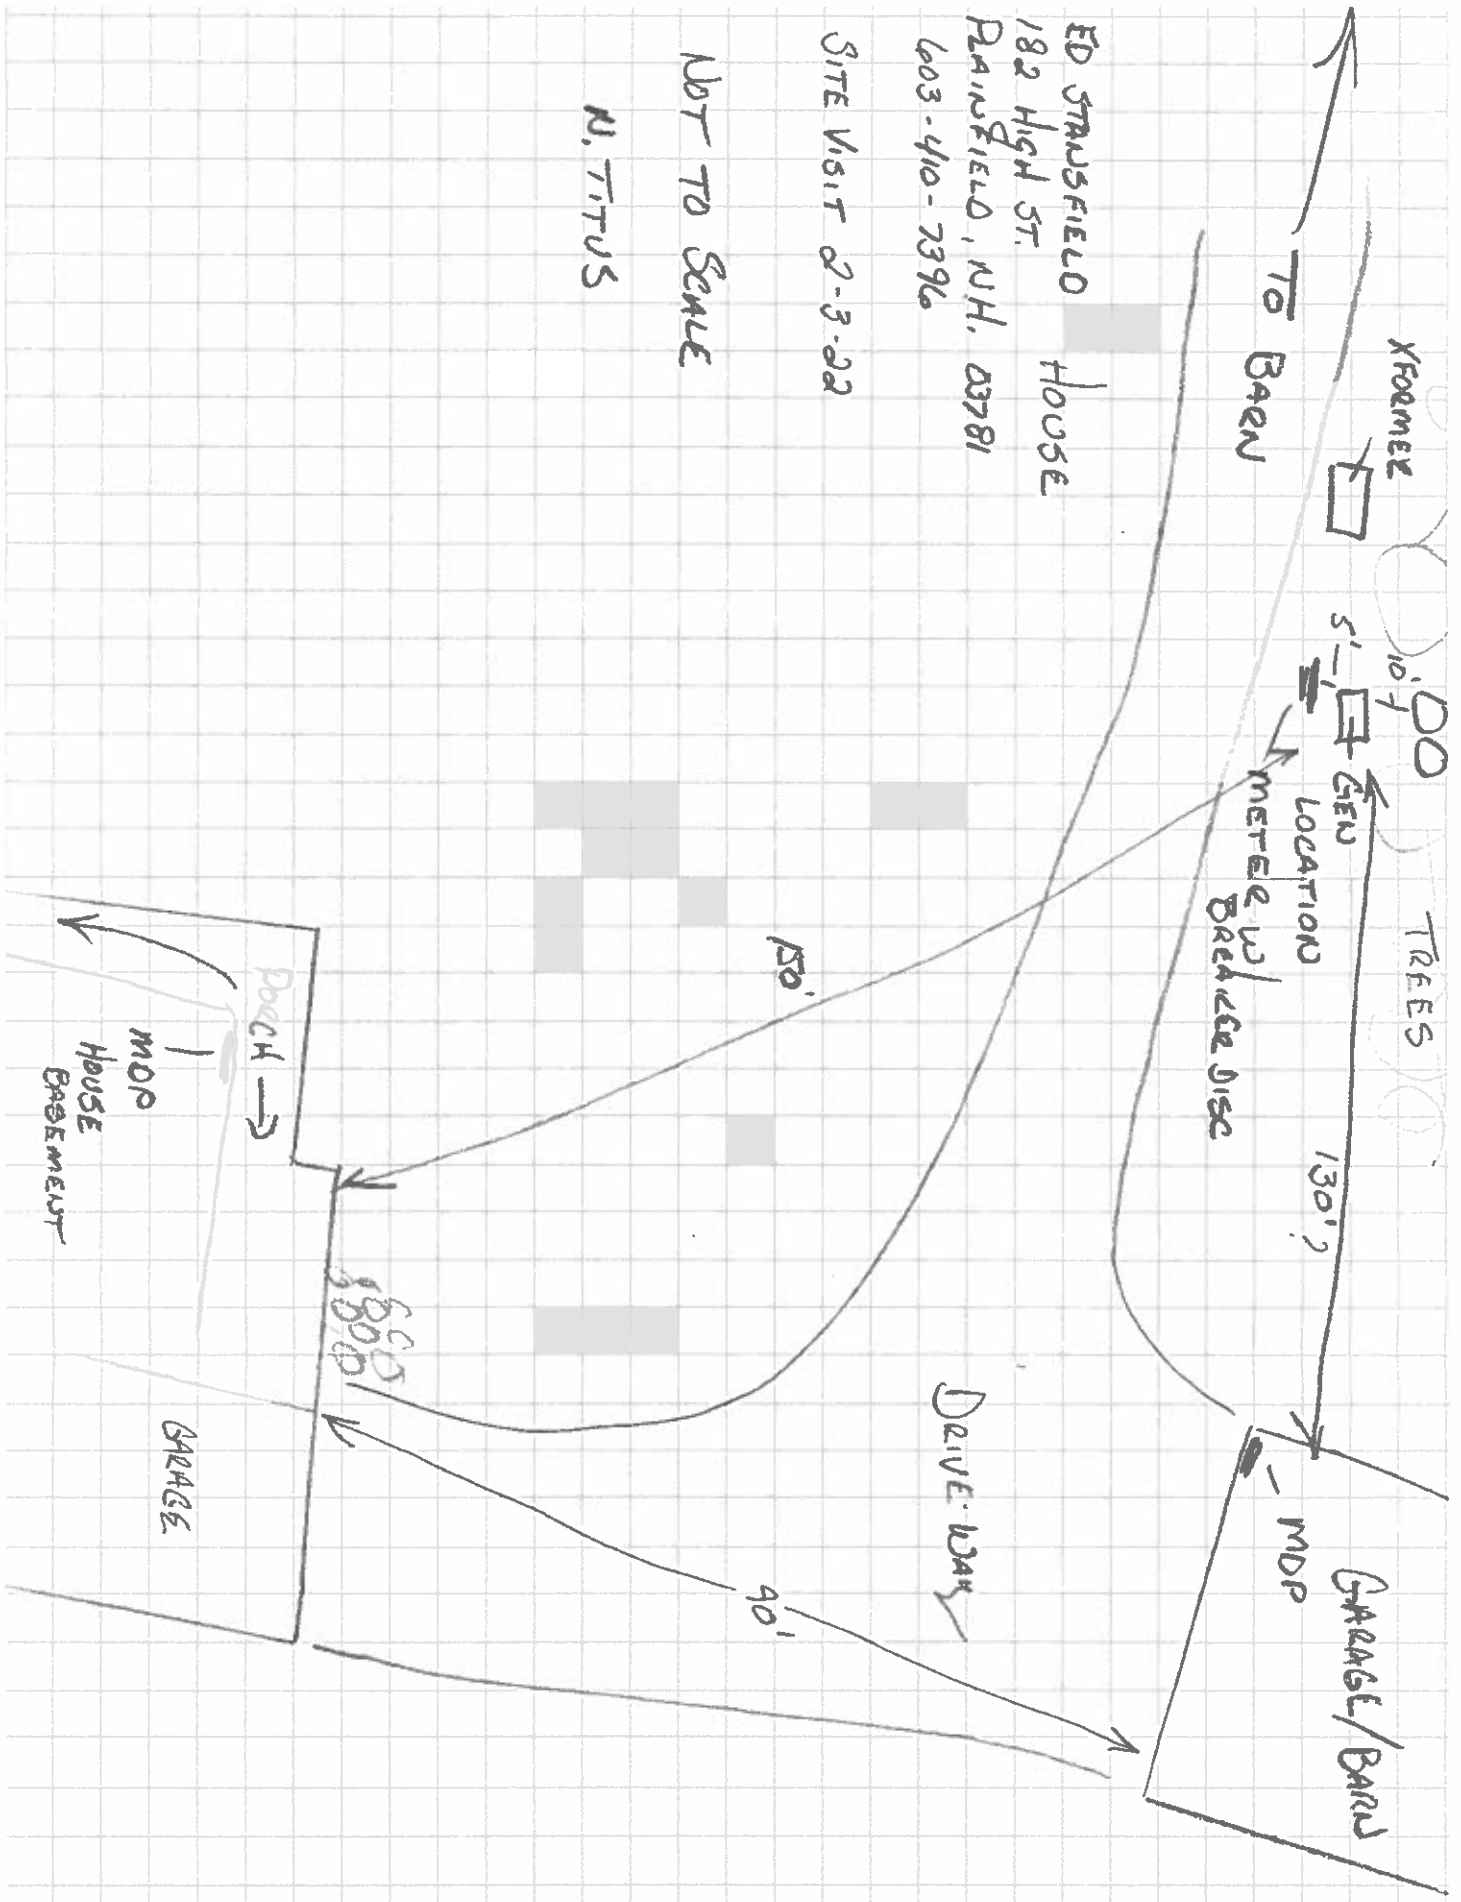 XFORMER
TREES
10'
5'
GEN
LOCATION
METER W/
BREAKER DISC
130'?
GARAGE/BARN
MDP
TO BARN
HOUSE
ED STANSFIELD
182 HIGH ST.
PLAINFIELD, NH. 03781
603-410-7396
SITE VISIT 2-3-22
NOT TO SCALE
N. TITUS
150'
DRIVE-WAY
90'
PORCH
MDP
HOUSE
BASEMENT
GARAGE